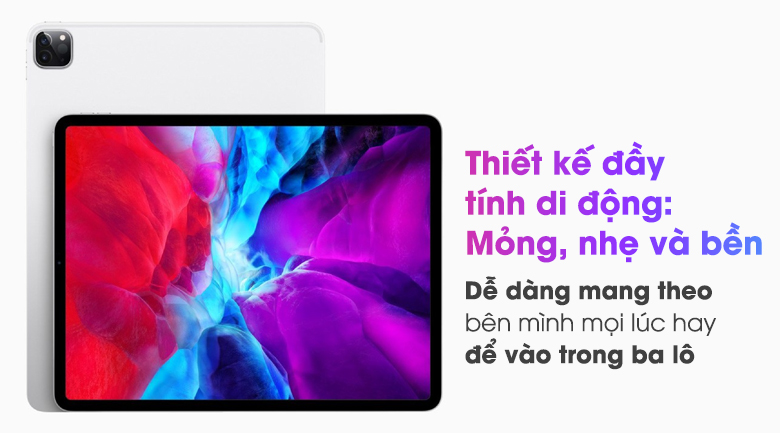 Thiết kế đầy
tính di động:
Mỏng, nhẹ và bền
Dễ dàng mang theo
bên mình mọi lúc hay
để vào trong ba lô